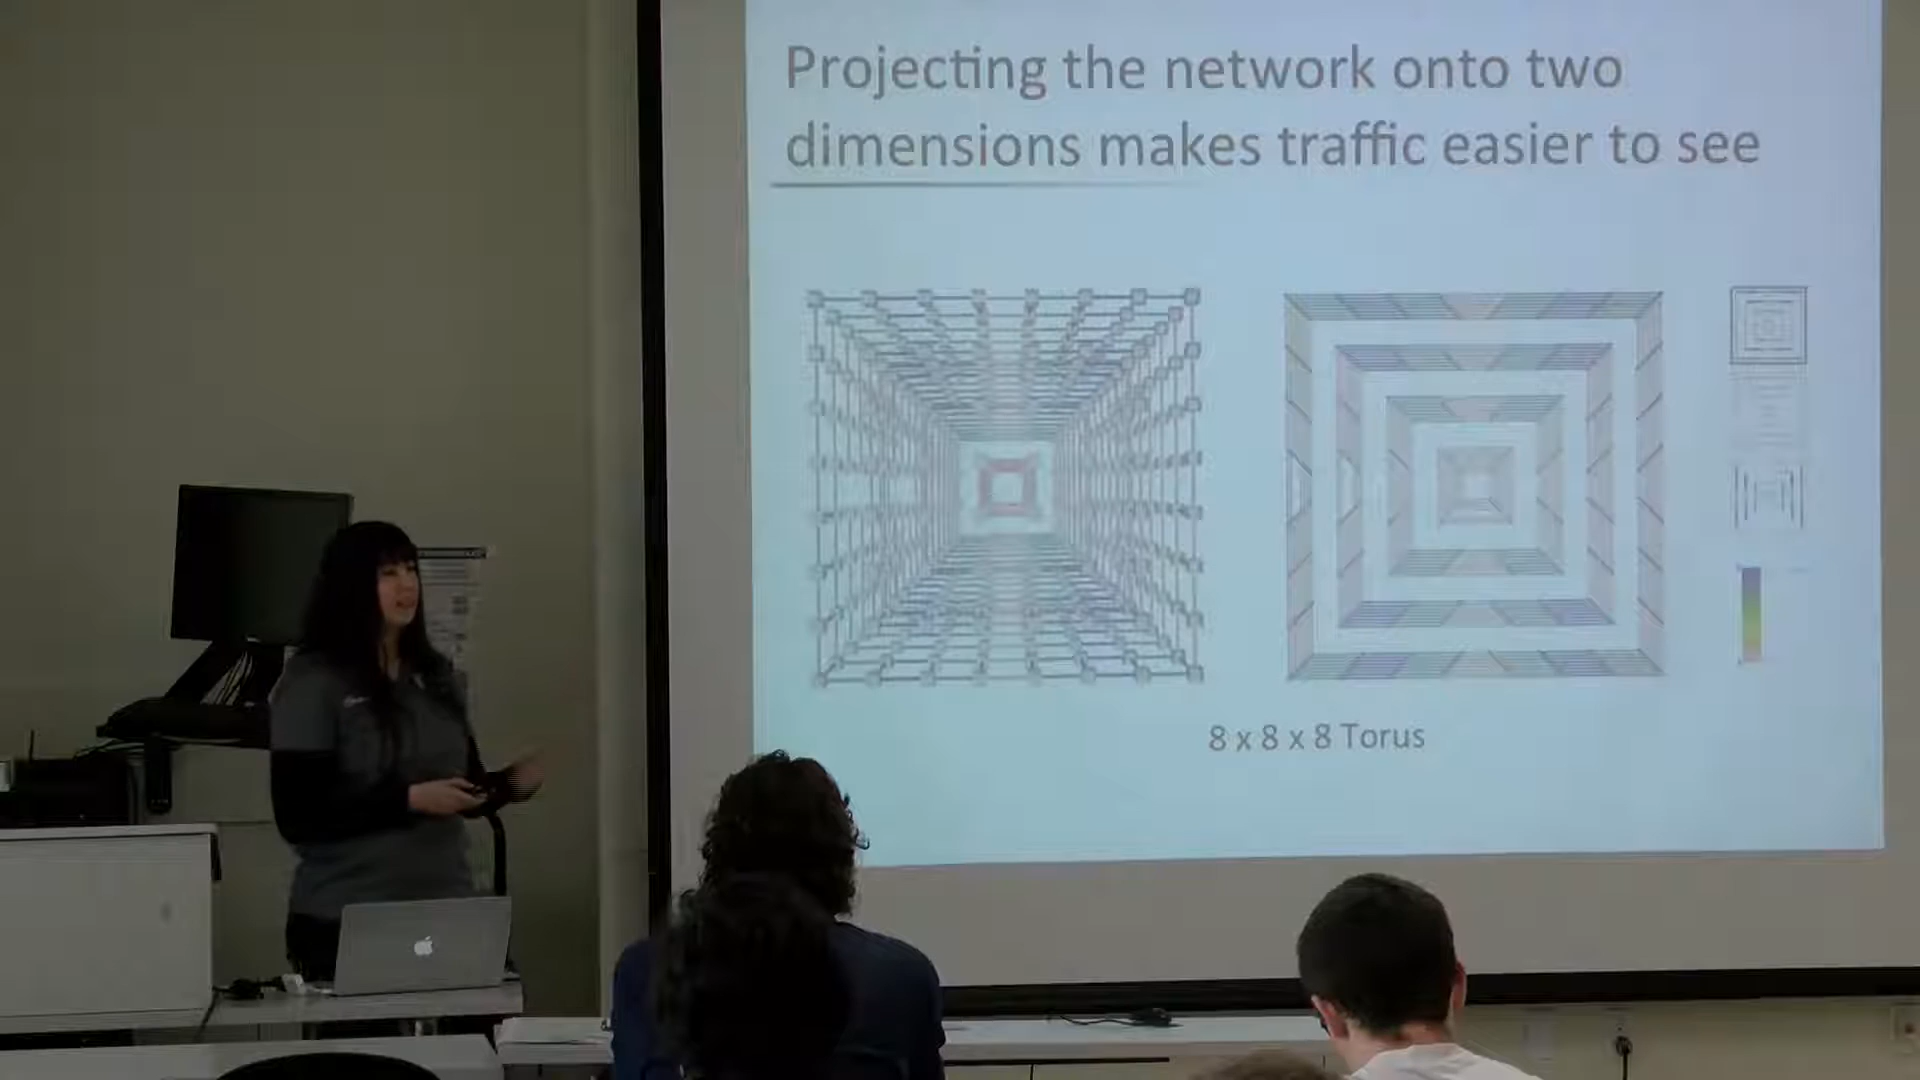 Projecting the network onto two
dimensions makes traffic easier to see
8 x 8 x 8 Torus